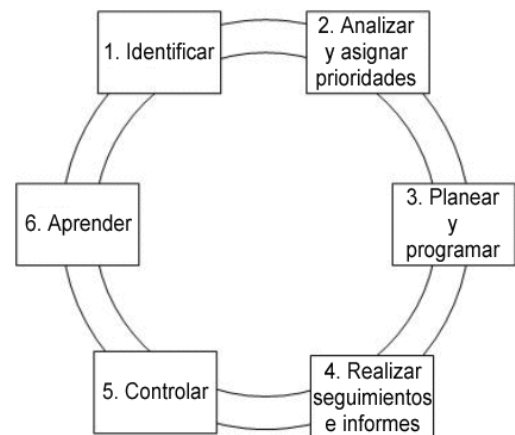 1. Identificar
2. Analizar
y asignar
prioridades
3. Planear
y
programar
4. Realizar
seguimientos
e informes
5. Controlar
6. Aprender